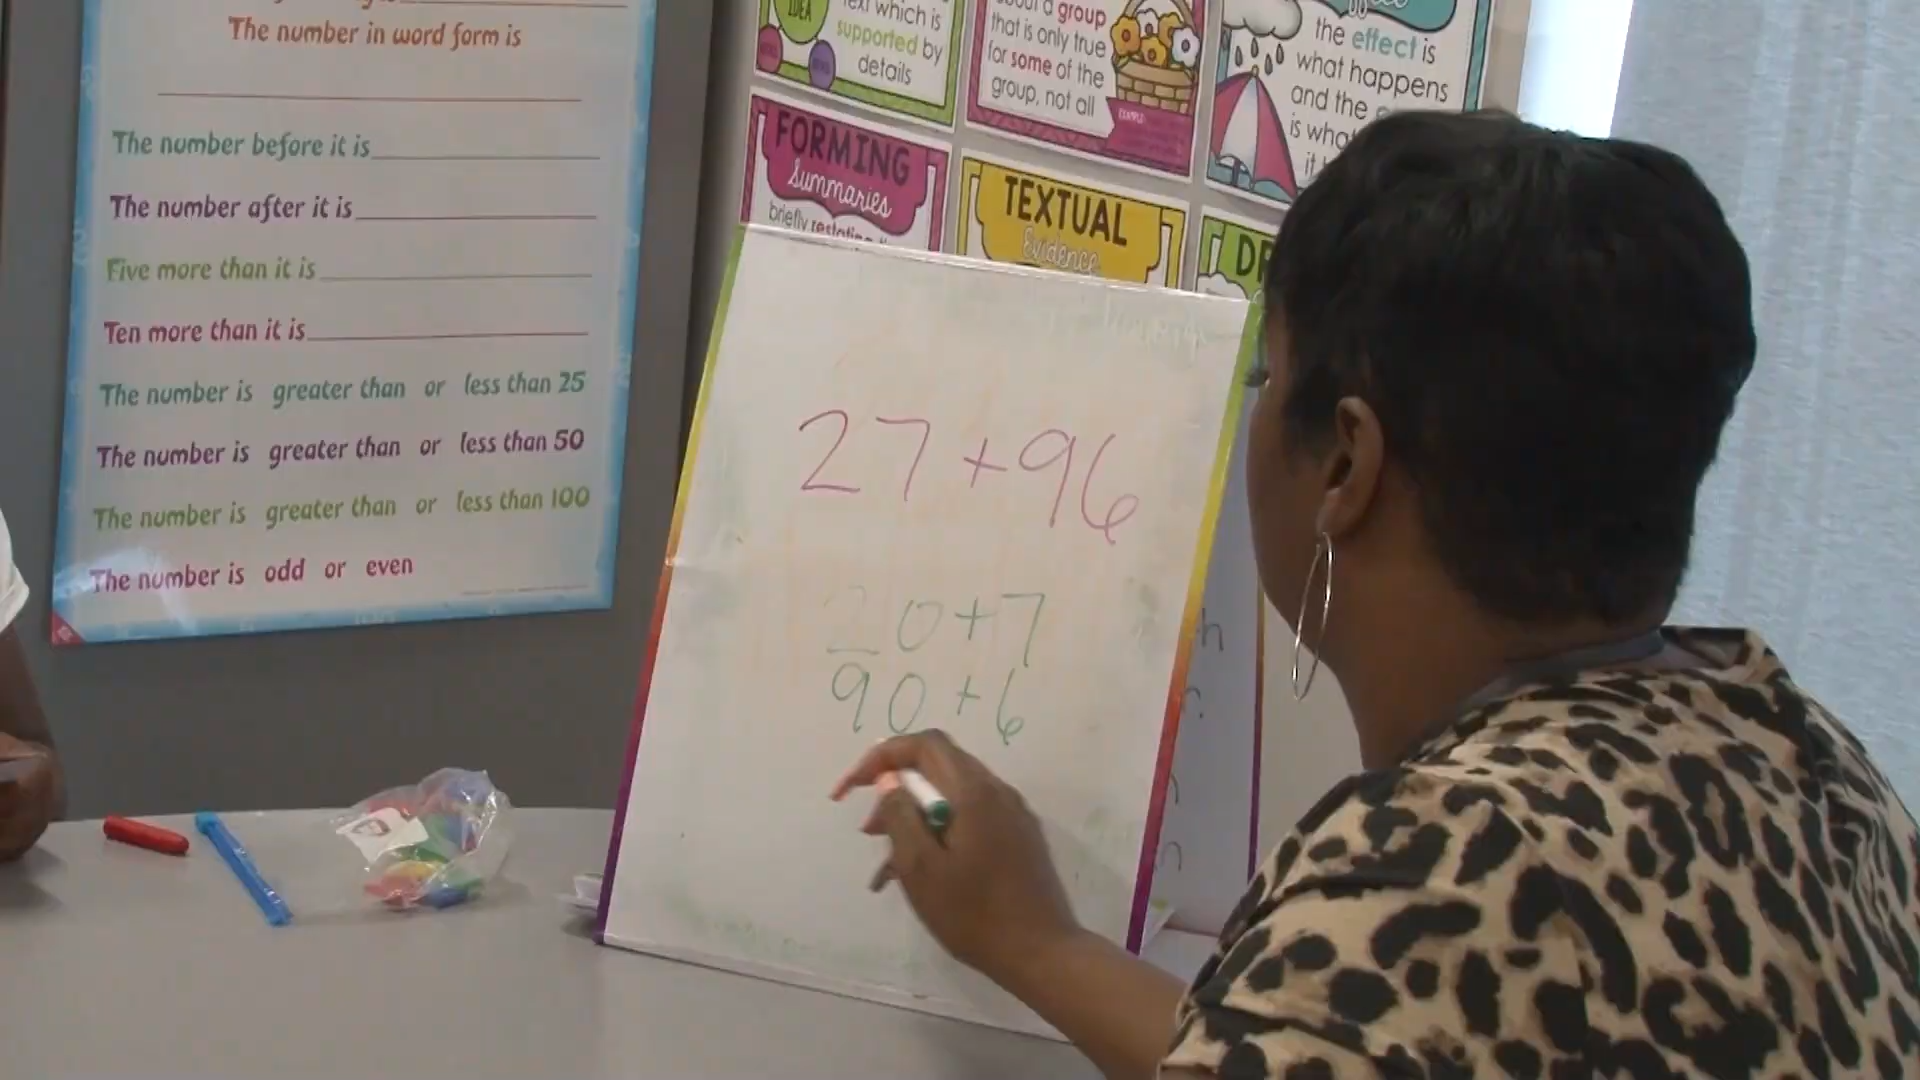 The number in word form is
The number before it is
The number after it is
Five more than it is
Ten more than it is
The number is greater than or less than 25
The number is greater than or less than 50
The number is greater than or less than 100
The number is odd or even
IDEA
text which is
supported by
details
about a group
that is only true
for some of the
group, not all
EXAMPLE:
the effect is
what happens
and the
is what
it
FORMING
Summaries
briefly restating
TEXTUAL
Evidence
27+96
20+7
90+6